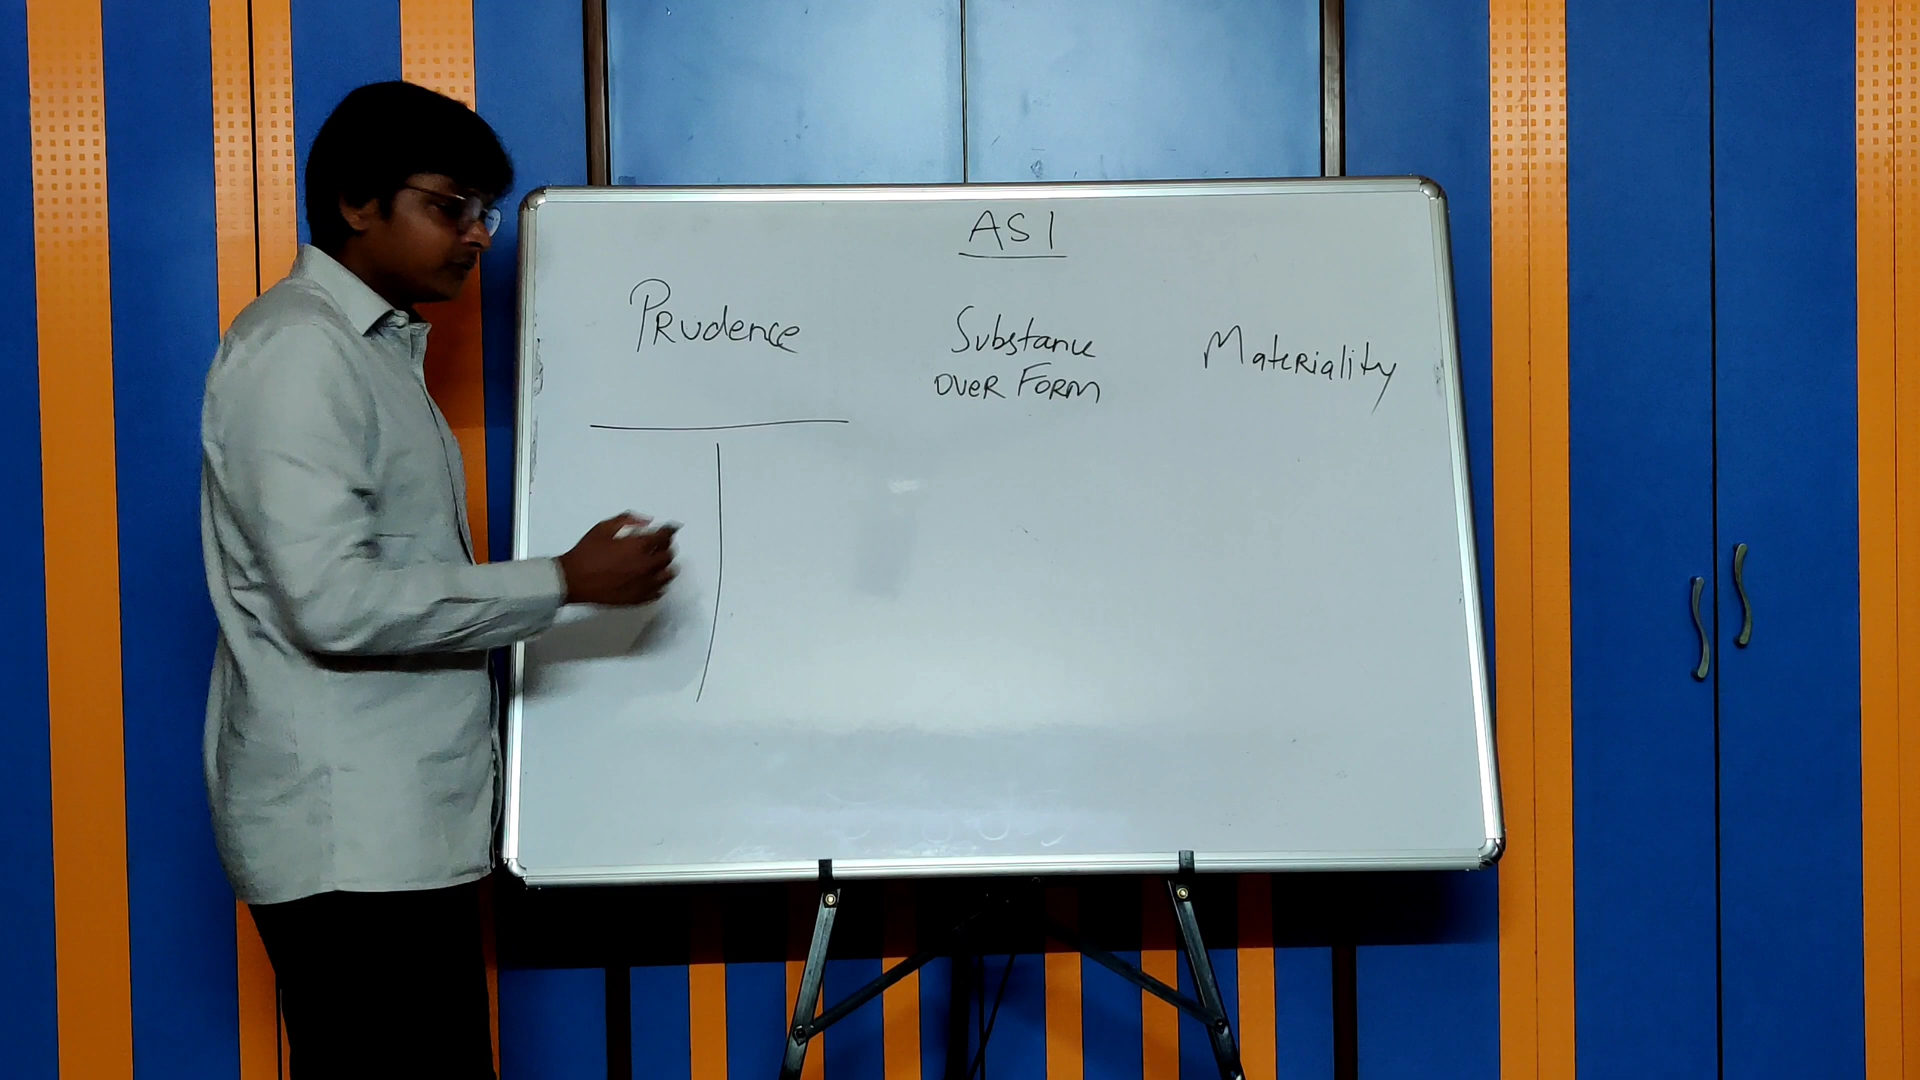 AS 1
Prudence
Substance
over Form
Materiality